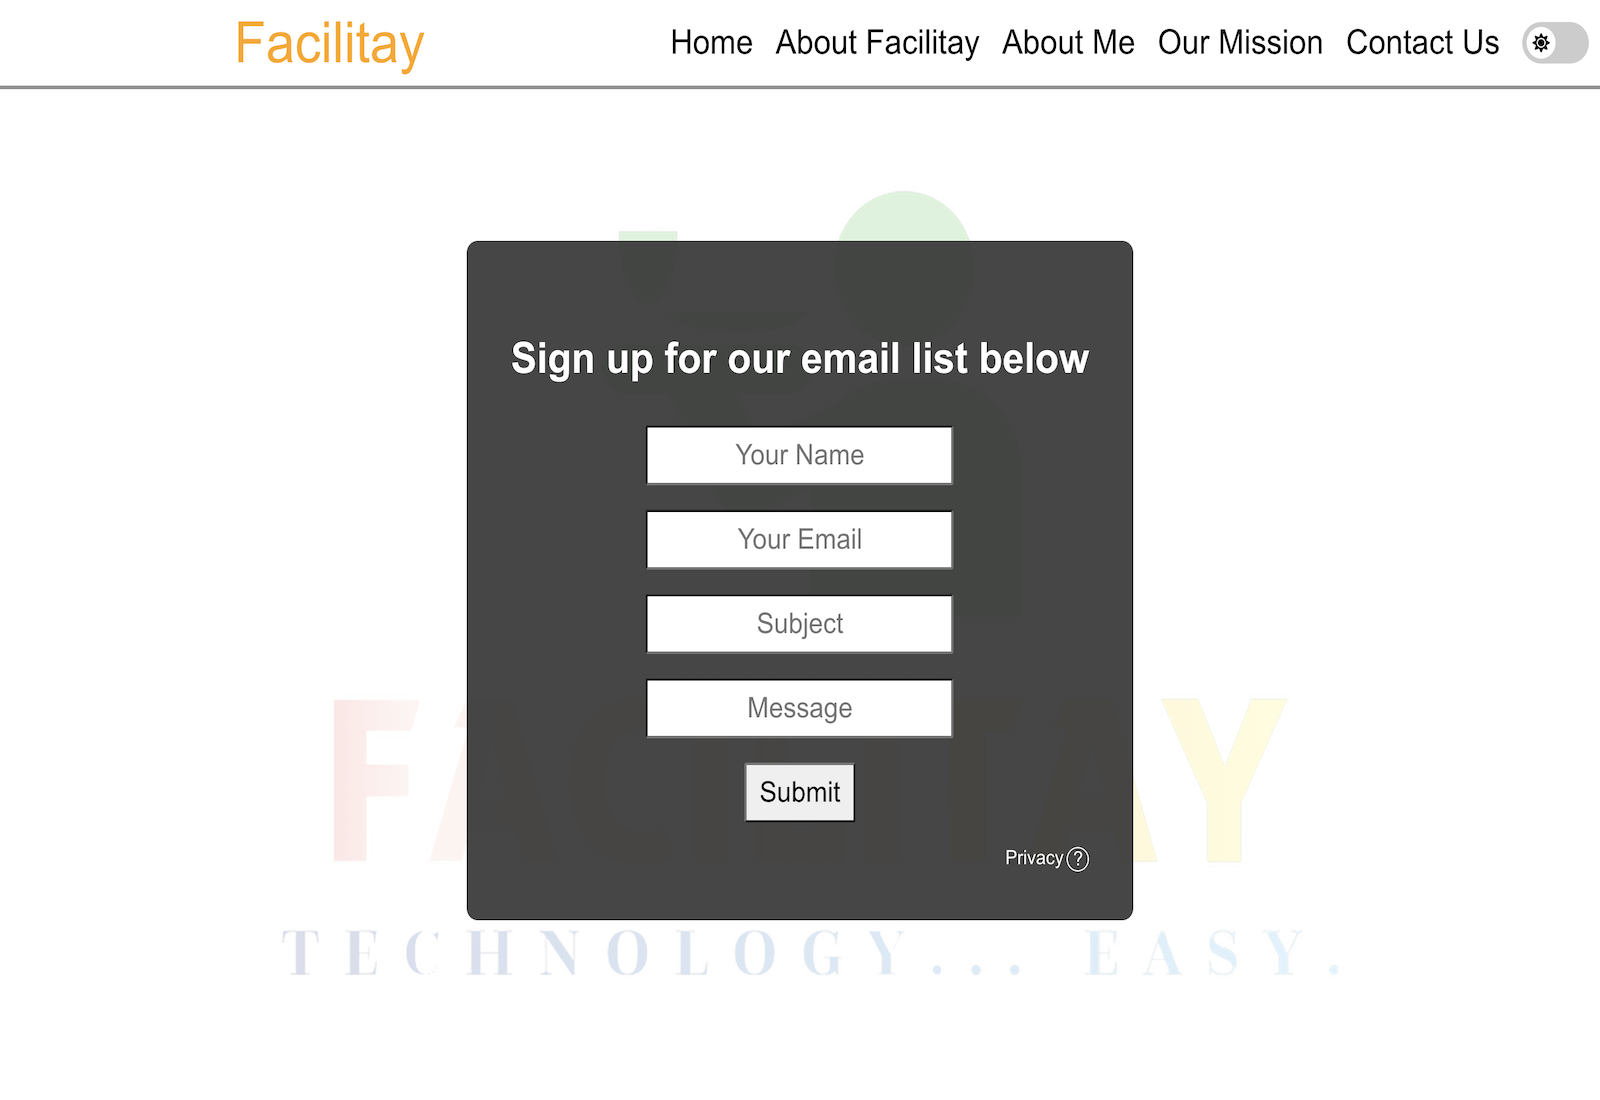 Facilitay
Home About Facilitay About Me Our Mission Contact Us
Sign up for our email list below
Your Name
Your Email
Subject
Message
Submit
Privacy ?
FACILITAY
TECHNOLOGY... EASY.